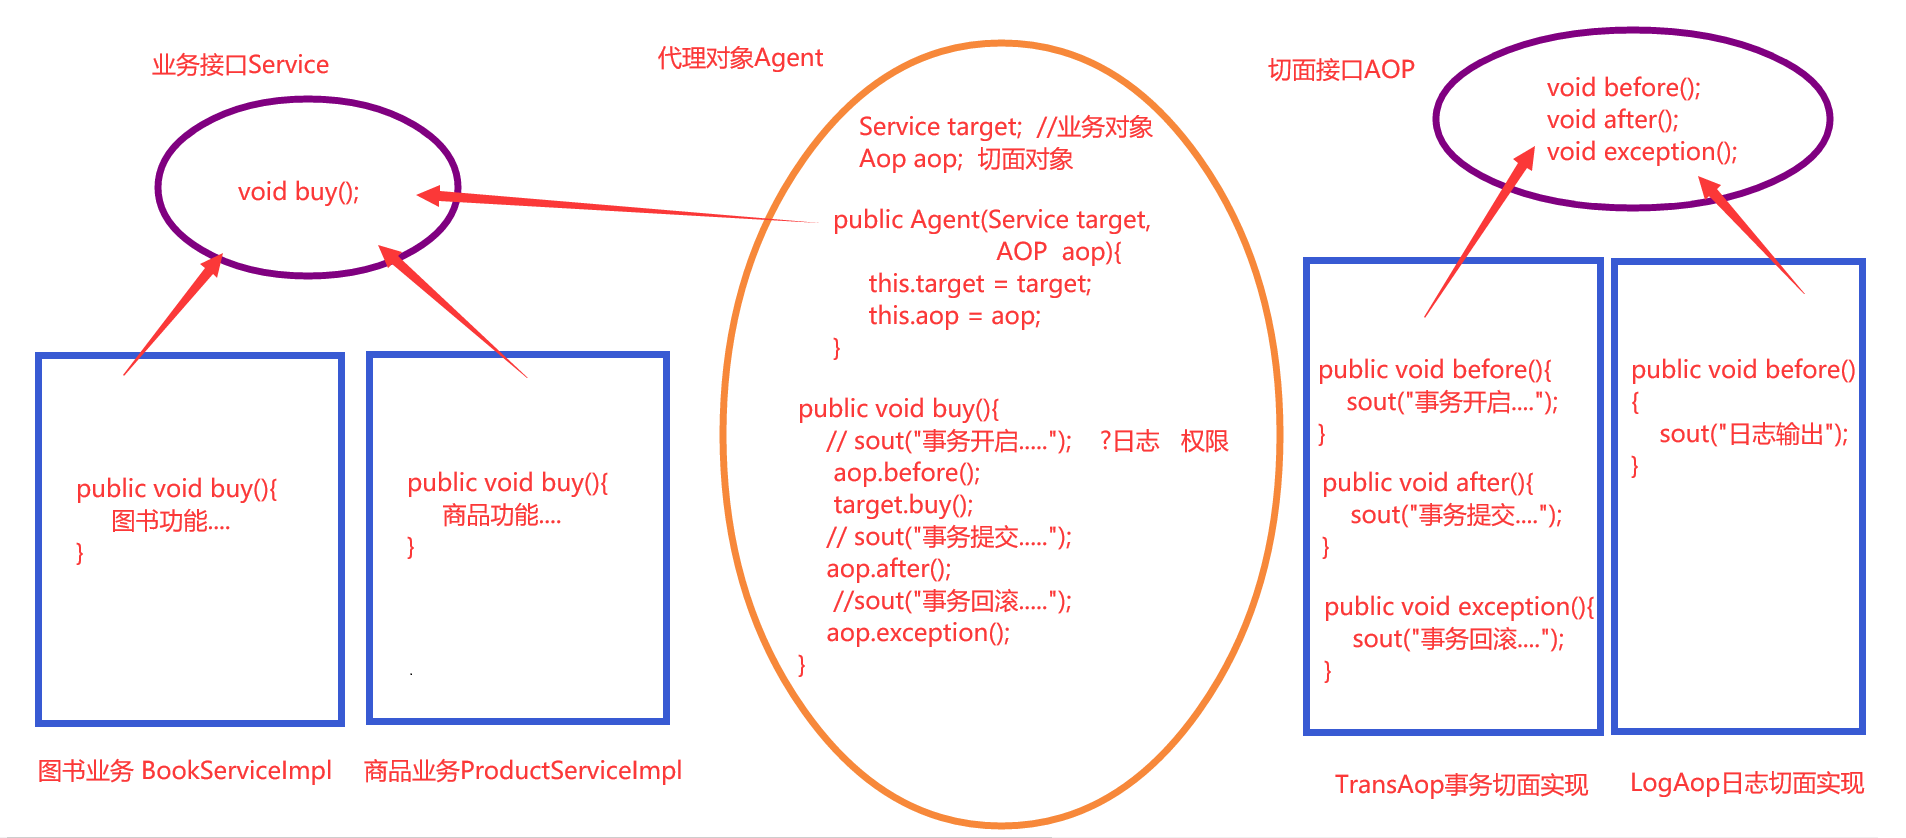 业务接口Service
void buy();
public void buy(){
图书功能....
}
图书业务 BookServiceImpl
public void buy(){
商品功能....
}
.
商品业务ProductServiceImpl
代理对象Agent
Service target;  //业务对象
Aop aop;  切面对象
public Agent(Service target,
AOP  aop){
this.target = target;
this.aop = aop;
}
public void buy(){
// sout("事务开启.....");    ?日志   权限
aop.before();
target.buy();
// sout("事务提交.....");
aop.after();
//sout("事务回滚.....");
aop.exception();
}
切面接口AOP
void before();
void after();
void exception();
public void before(){
sout("事务开启....");
}
public void after(){
sout("事务提交....");
}
public void exception(){
sout("事务回滚....");
}
TransAop事务切面实现
public void before()
{
sout("日志输出");
}
LogAop日志切面实现